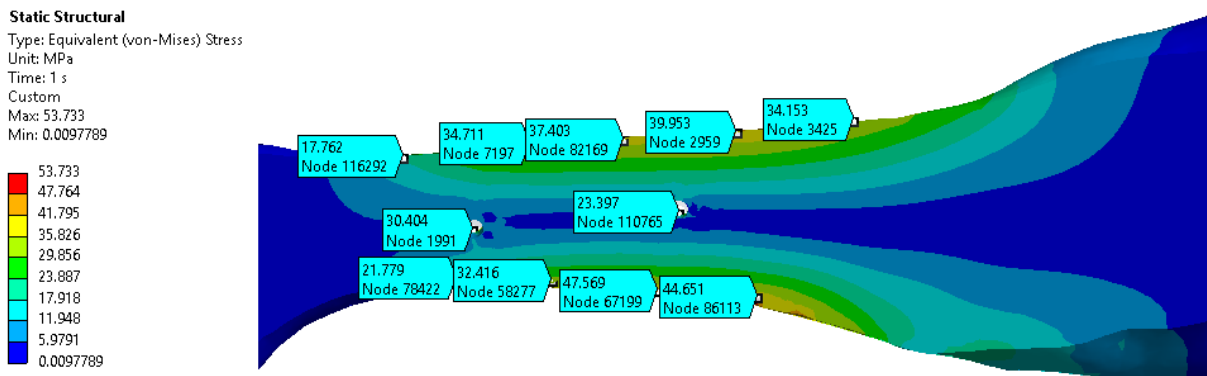 Static Structural
Type: Equivalent (von-Mises) Stress
Unit: MPa
Time: 1 s
Custom
Max: 53.733
Min: 0.0097789
53.733
47.764
41.795
35.826
29.856
23.887
17.918
11.948
5.9791
0.0097789
17.762
Node 116292
34.711
Node 7197
37.403
Node 82169
39.953
Node 2959
34.153
Node 3425
30.404
Node 1991
23.397
Node 110765
21.779
Node 78422
32.416
Node 58277
47.569
Node 67199
44.651
Node 86113